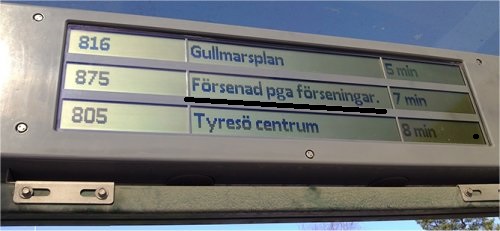 816 Gullmarsplan 5 min
875 Försenad pga förseningar. 7 min
805 Tyresö centrum 8 min